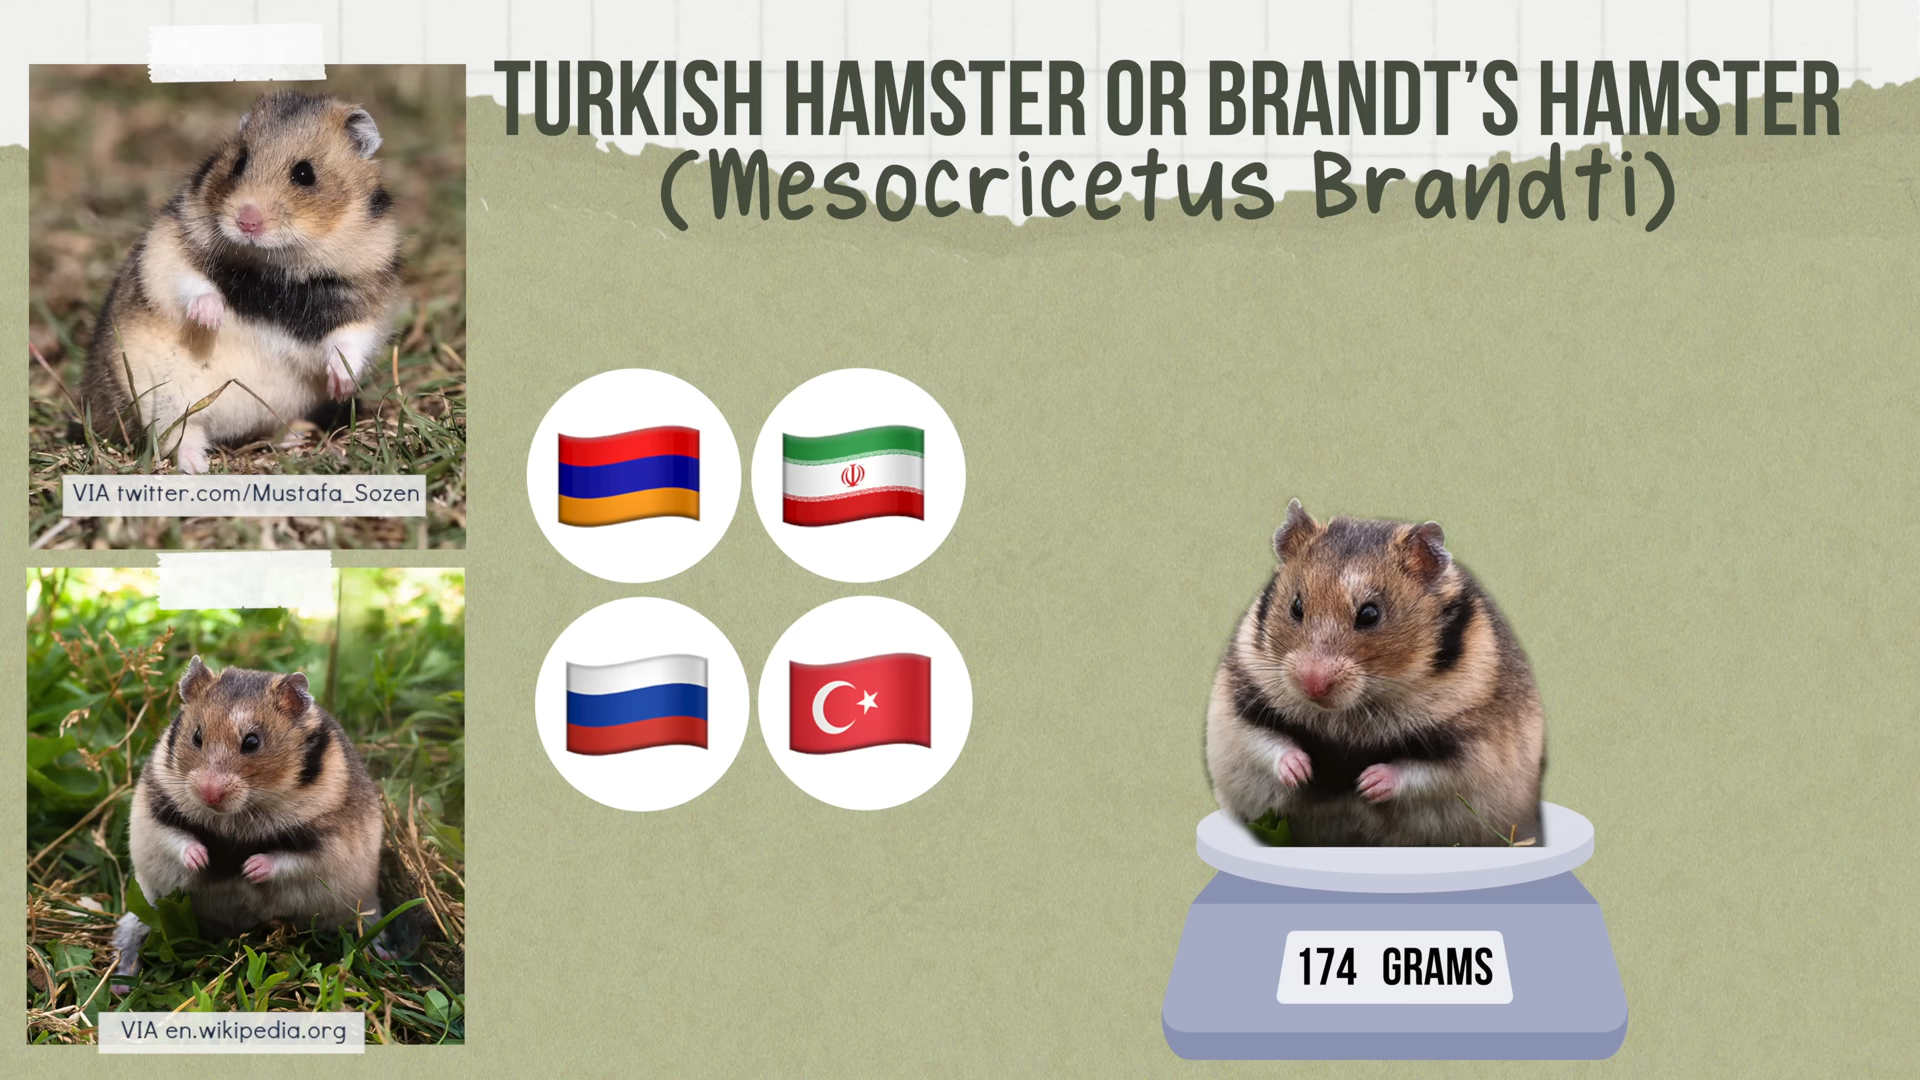 TURKISH HAMSTER OR BRANDT'S HAMSTER
(Mesocricetus Brandti)
VIA twitter.com/Mustafa_Sozen
VIA en.wikipedia.org
174 GRAMS